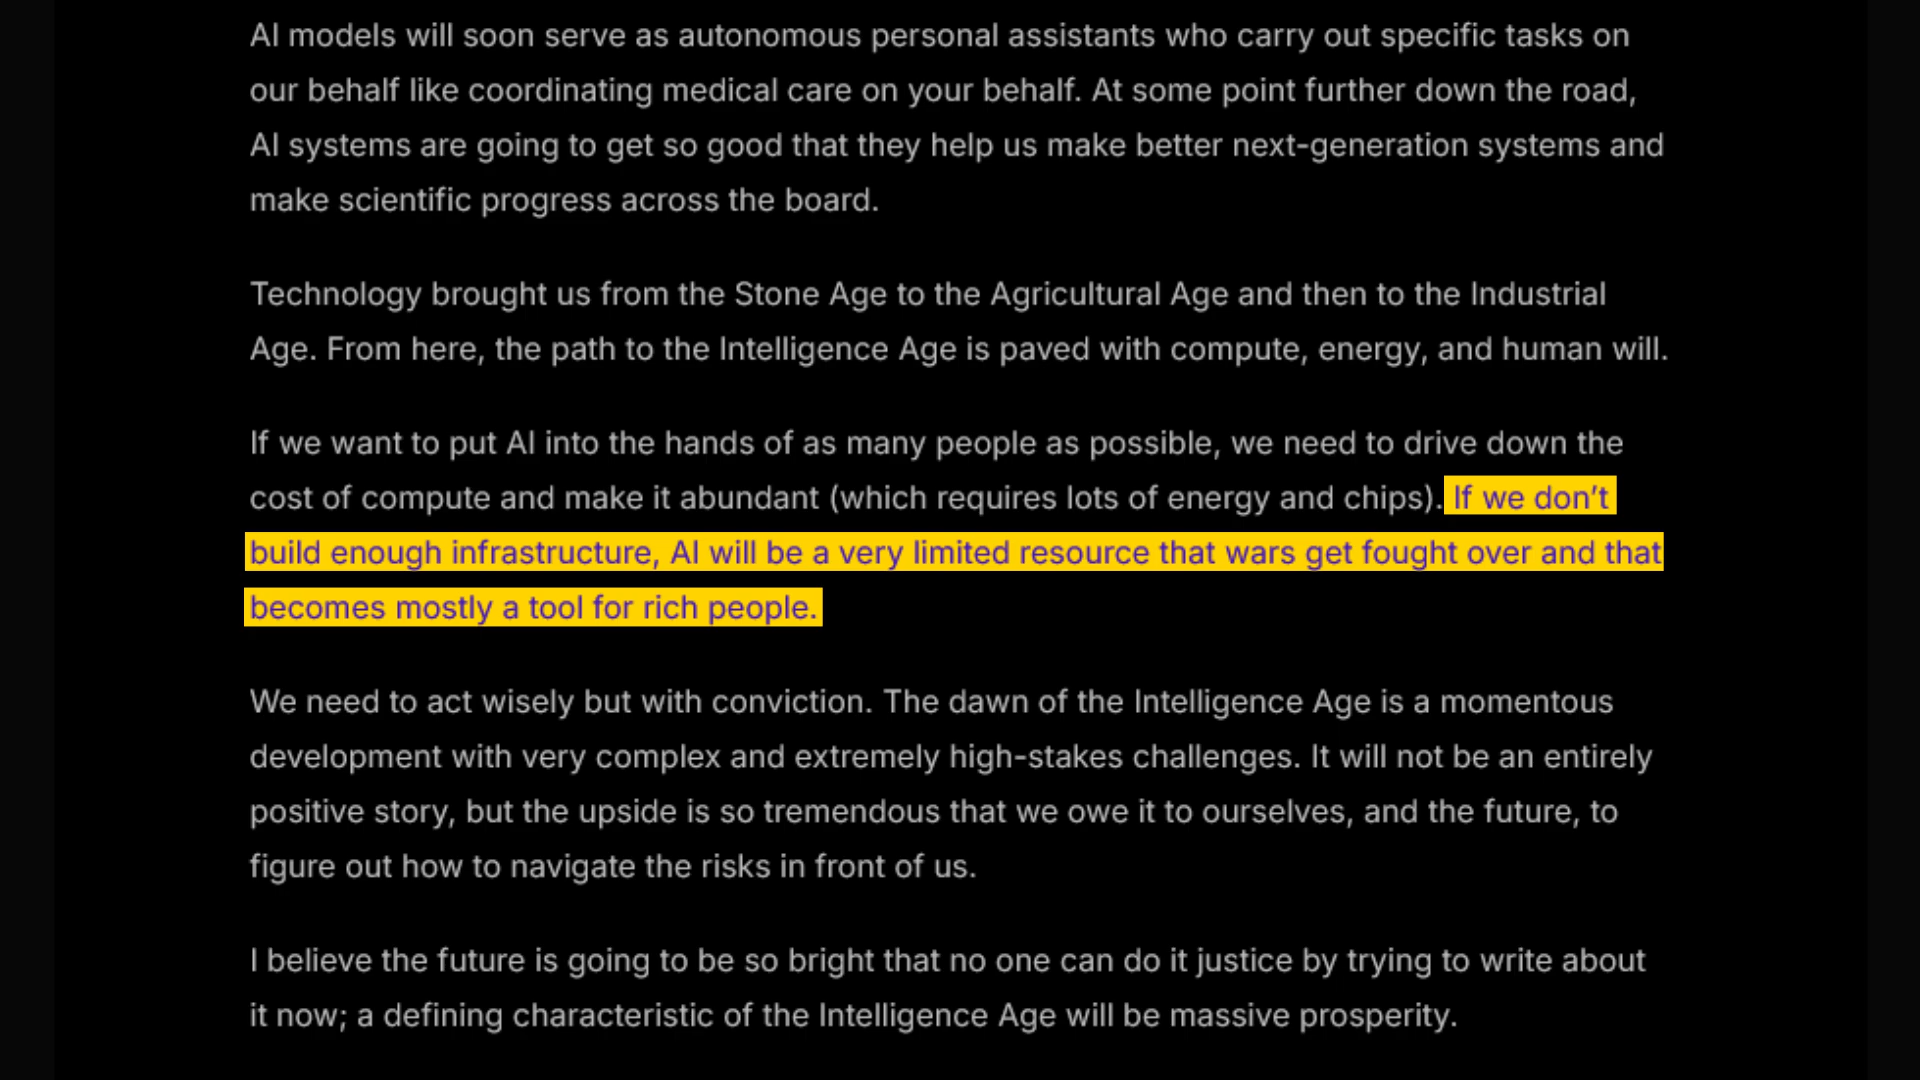 AI models will soon serve as autonomous personal assistants who carry out specific tasks on
our behalf like coordinating medical care on your behalf. At some point further down the road,
AI systems are going to get so good that they help us make better next-generation systems and
make scientific progress across the board.
Technology brought us from the Stone Age to the Agricultural Age and then to the Industrial
Age. From here, the path to the Intelligence Age is paved with compute, energy, and human will.
If we want to put AI into the hands of as many people as possible, we need to drive down the
cost of compute and make it abundant (which requires lots of energy and chips). If we don’t
build enough infrastructure, AI will be a very limited resource that wars get fought over and that
becomes mostly a tool for rich people.
We need to act wisely but with conviction. The dawn of the Intelligence Age is a momentous
development with very complex and extremely high-stakes challenges. It will not be an entirely
positive story, but the upside is so tremendous that we owe it to ourselves, and the future, to
figure out how to navigate the risks in front of us.
I believe the future is going to be so bright that no one can do it justice by trying to write about
it now; a defining characteristic of the Intelligence Age will be massive prosperity.